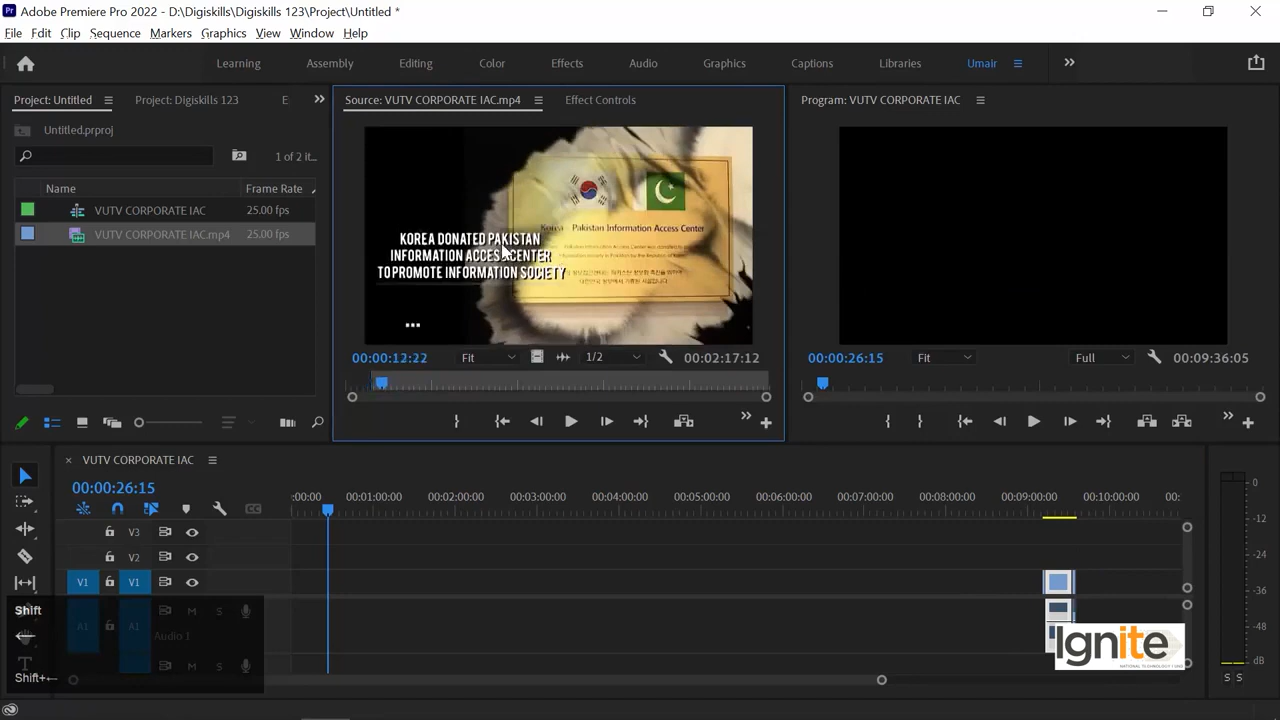 Adobe Premiere Pro 2022 - D:\Digiskills\Digiskills 123\Project\Untitled *
File Edit Clip Sequence Markers Graphics View Window Help
Learning Assembly Editing Color Effects Audio Graphics Captions Libraries Umair
Project: Untitled Project: Digiskills 123 E
Source: VUTV CORPORATE IAC.mp4 Effect Controls
Program: VUTV CORPORATE IAC
Untitled.prproj
1 of 2 it...
Name Frame Rate
VUTV CORPORATE IAC 25.00 fps
VUTV CORPORATE IAC.mp4 25.00 fps
Korea - Pakistan Information Access Center
KOREA DONATED PAKISTAN
INFORMATION ACCESS CENTER
TO PROMOTE INFORMATION SOCIETY
...
00:00:12:22 Fit 1/2 00:02:17:12
00:00:26:15 Fit Full 00:09:36:05
VUTV CORPORATE IAC
00:00:26:15
:00:00 00:01:00:00 00:02:00:00 00:03:00:00 00:04:00:00 00:05:00:00 00:06:00:00 00:07:00:00 00:08:00:00 00:09:00:00 00:10:00:00 00:
V3
V2
V1 V1
A1 A1 M S
Audio 1
M S
Shift
Shift+←
0
-12
-24
-36
-48
dB
S S
Ignite